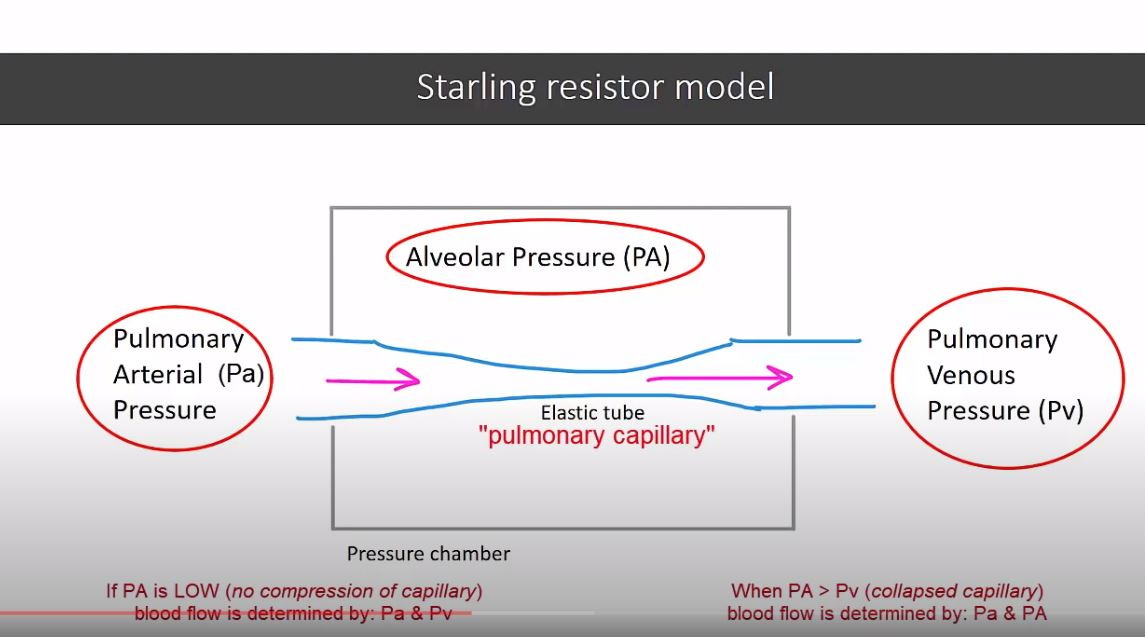 Starling resistor model
Alveolar Pressure (PA)
Pulmonary
Arterial (Pa)
Pressure
Pulmonary
Venous
Pressure (Pv)
Elastic tube
"pulmonary capillary"
Pressure chamber
If PA is LOW (no compression of capillary)
blood flow is determined by: Pa & Pv
When PA > Pv (collapsed capillary)
blood flow is determined by: Pa & PA